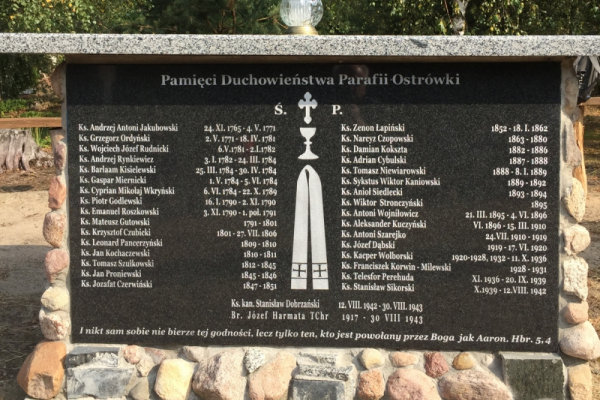 Pamięci Duchowieństwa Parafii Ostrówki
Ś. P.
Ks. Andrzej Antoni Jakubowski 24. XI. 1765 - 4. V. 1771
Ks. Grzegorz Ordyński 2. V. 1771 - 18. IV. 1781
Ks. Wojciech Józef Rudnicki 6.V.1781 - 2.I.1782
Ks. Andrzej Rynkiewicz 3. I. 1782 - 24. III. 1784
Ks. Barłaam Kisielewski 25. III. 1784 - 30. IV. 1784
Ks. Gaspar Miernicki 1. V. 1784 - 5. VI. 1784
Ks. Cyprian Mikołaj Wkryński 6. VI. 1784 - 22. X. 1789
Ks. Piotr Godlewski 16. I. 1790 - 2. XI. 1790
Ks. Emanuel Roszkowski 3. XI. 1790 - 1. poł. 1791
Ks. Mateusz Gutowski 1791 - 1801
Ks. Krzysztof Czubicki 1801 - 27. VII. 1806
Ks. Leonard Pancerzyński 1809 - 1810
Ks. Jan Kochaczewski 1810 - 1811
Ks. Tomasz Szulkowski 1812 - 1845
Ks. Jan Proniewski 1845 - 1846
Ks. Jozafat Czerwiński 1847 - 1851
Ks. Zenon Łapiński 1852 - 18. I. 1862
Ks. Narcyz Czopowski 1863 - 1880
Ks. Damian Kokszta 1882 - 1886
Ks. Adrian Cybulski 1887 - 1888
Ks. Tomasz Niewiarowski 1888 - 8. I. 1889
Ks. Sykstus Wiktor Kaniowski 1889 - 1892
Ks. Anioł Siedlecki 1893 - 1894
Ks. Wiktor Stronczyński 1895
Ks. Antoni Wojniłowicz 21. III. 1895 - 4. VI. 1896
Ks. Aleksander Kuczyński VI. 1896 - 15. III. 1910
Ks. Antoni Szarejko 24.VII. 1910 - 1919
Ks. Józef Dąbski 1919 - 17. VI. 1920
Ks. Kacper Wolborski 1920-1928, 1932 - 11. X. 1936
Ks. Franciszek Korwin - Milewski 1928 - 1931
Ks. Telesfor Perehuda XI. 1936 - 20. IX. 1939
Ks. Stanisław Sikorski X.1939 - 12.VIII. 1942
Ks. kan. Stanisław Dobrzański 12. VIII. 1942 - 30. VIII. 1943
Br. Józef Harmata TChr 1917 - 30 VIII. 1943
I nikt sam sobie nie bierze tej godności, lecz tylko ten, kto jest powołany przez Boga jak Aaron. Hbr. 5,4